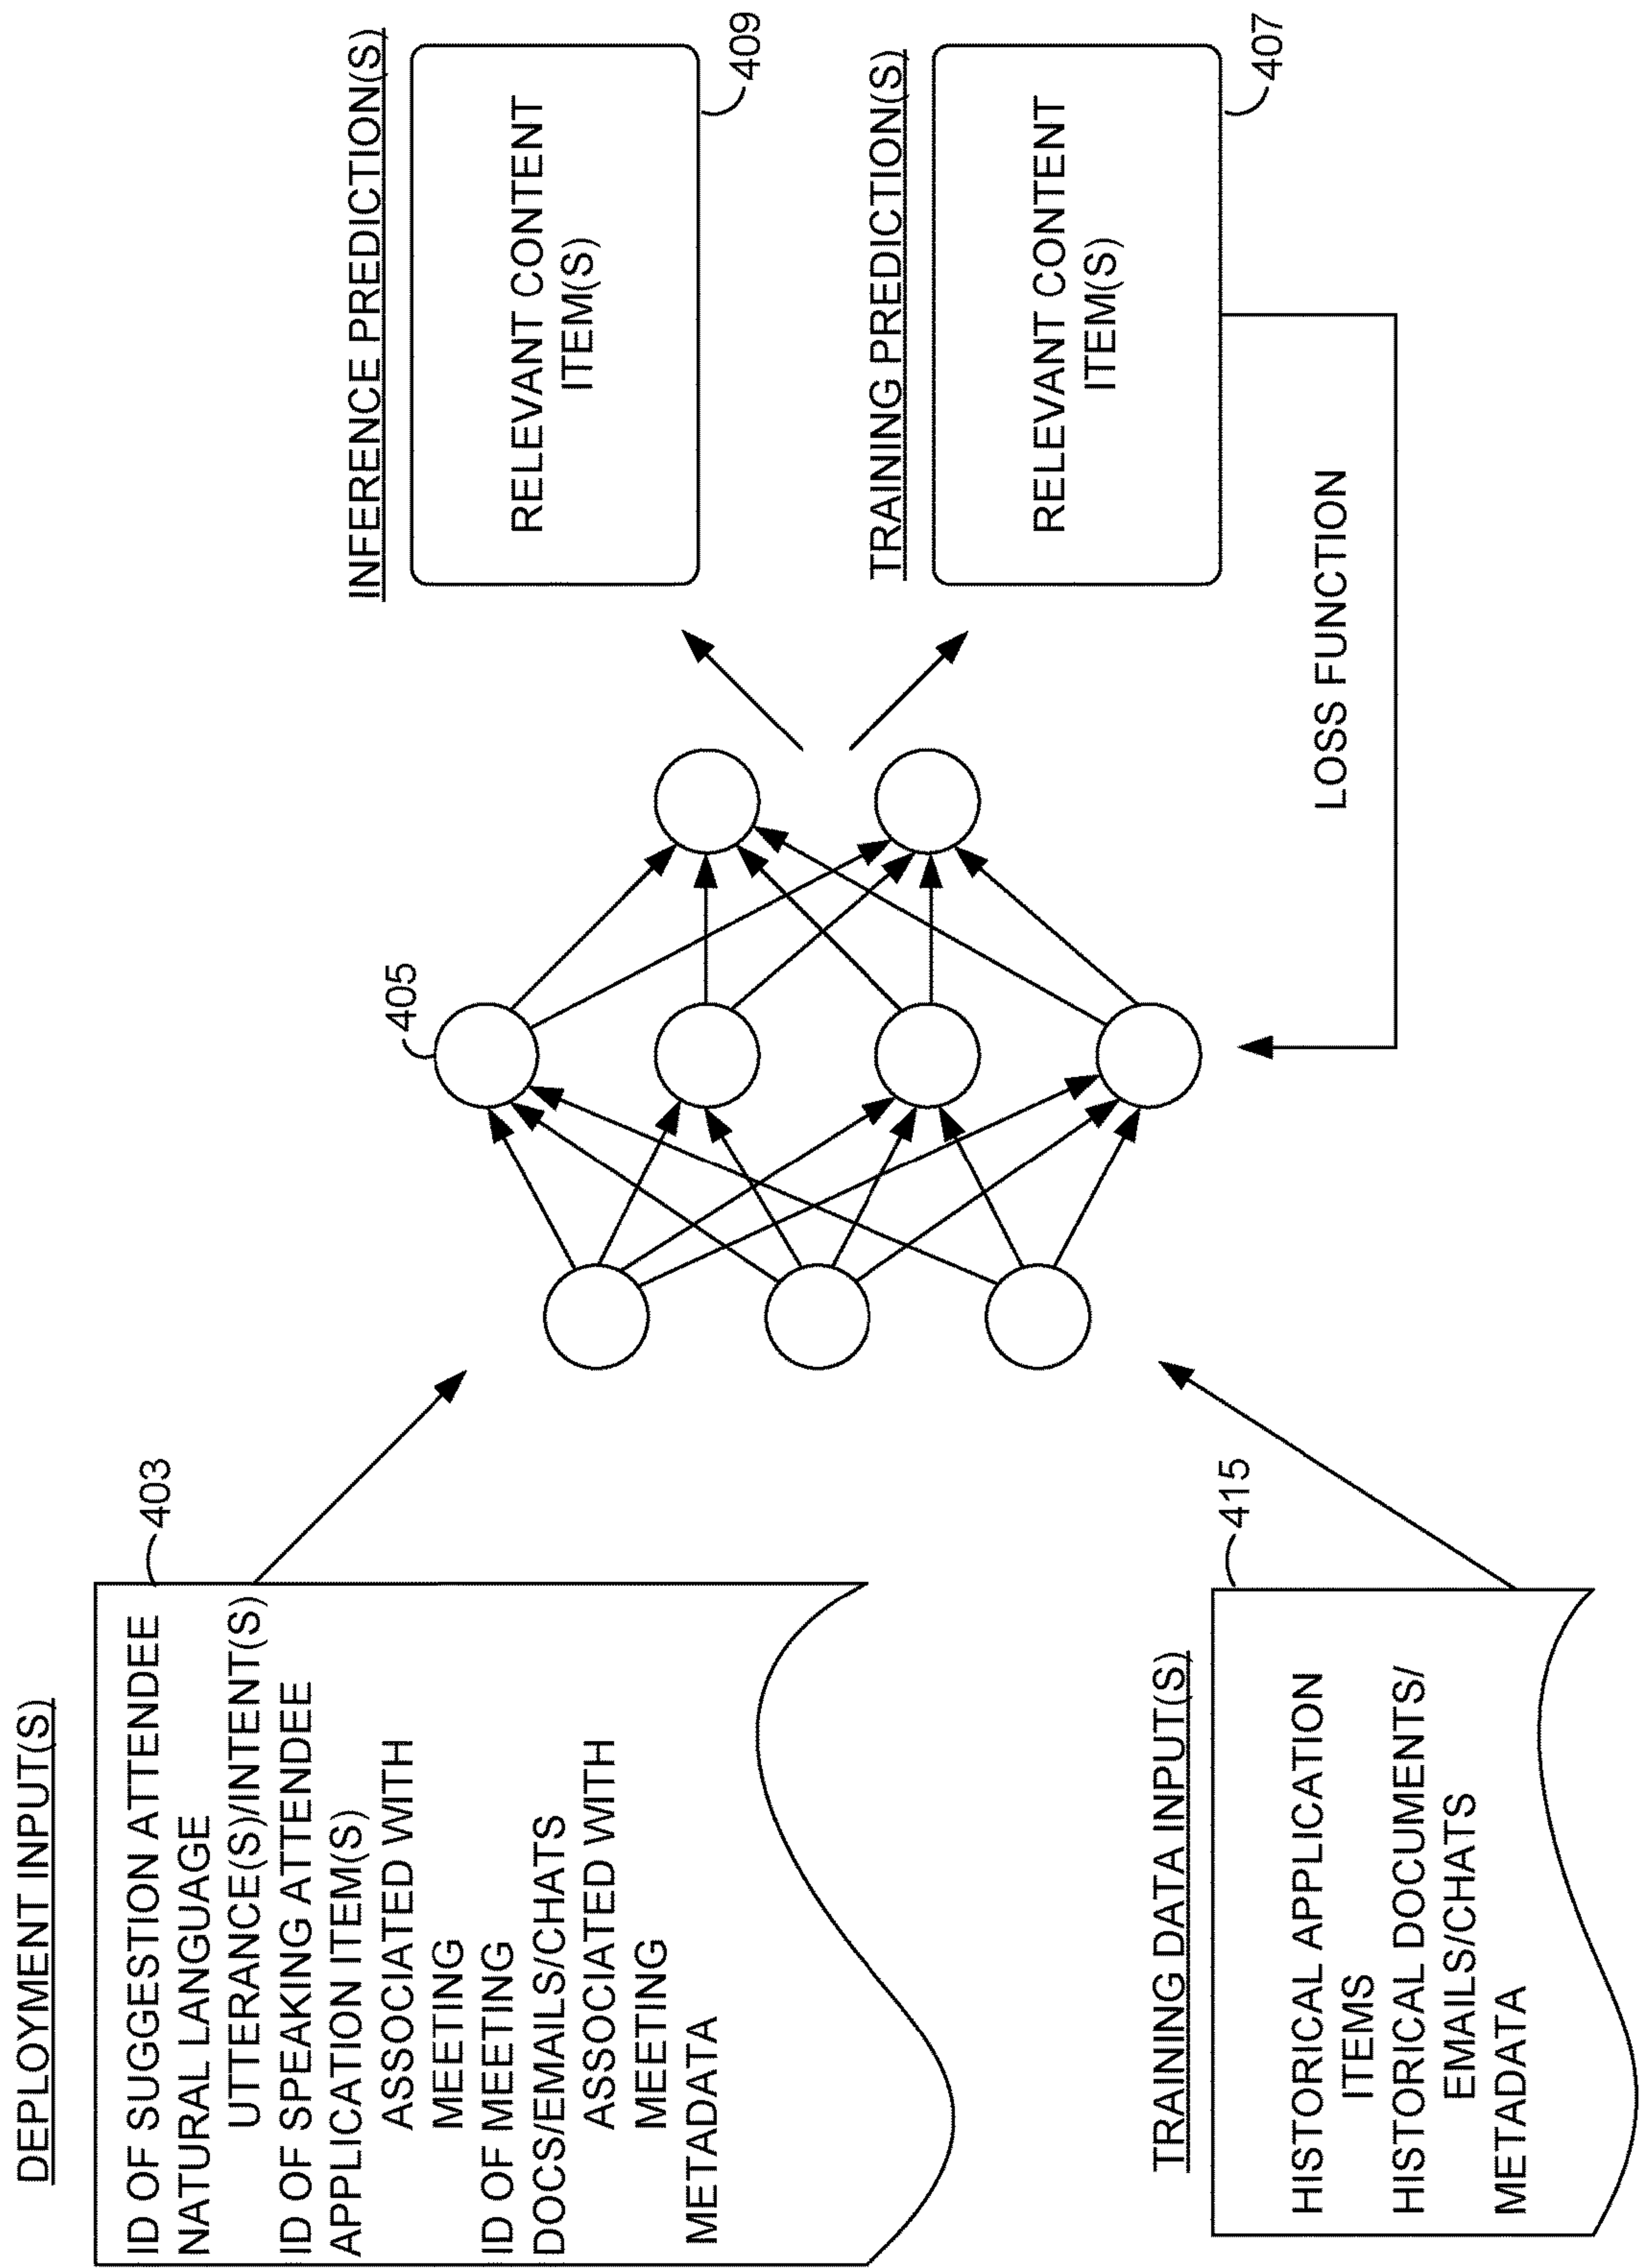 DEPLOYMENT INPUT(S)
403
ID OF SUGGESTION ATTENDEE
NATURAL LANGUAGE
UTTERANCE(S)/INTENT(S)
ID OF SPEAKING ATTENDEE
APPLICATION ITEM(S)
ASSOCIATED WITH
MEETING
ID OF MEETING
DOCS/EMAILS/CHATS
ASSOCIATED WITH
MEETING
METADATA
TRAINING DATA INPUT(S)
415
HISTORICAL APPLICATION
ITEMS
HISTORICAL DOCUMENTS/
EMAILS/CHATS
METADATA
405
INFERENCE PREDICTION(S)
RELEVANT CONTENT
ITEM(S)
409
TRAINING PREDICTION(S)
RELEVANT CONTENT
ITEM(S)
407
LOSS FUNCTION